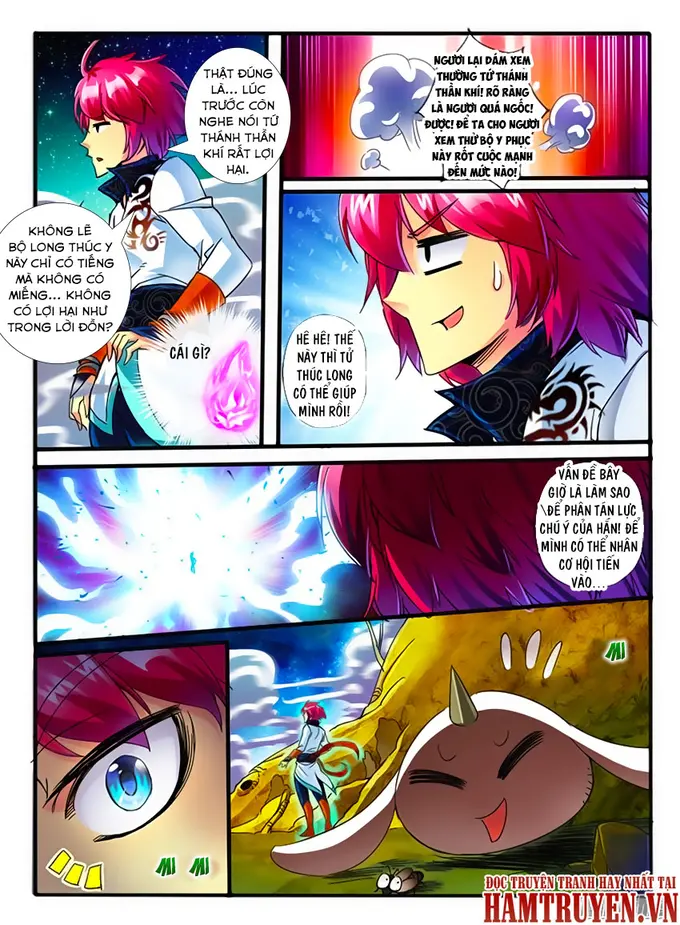 THẬT ĐÚNG
LÀ... LÚC
TRƯỚC CÒN
NGHE NÓI TỨ
THÁNH THẦN
KHÍ RẤT LỢI
HẠI.
NGƯƠI LẠI DÁM XEM
THƯỜNG TỨ THÁNH
THẦN KHÍ! RÕ RÀNG
LÀ NGƯƠI QUÁ NGỐC!
ĐƯỢC! ĐỂ TA CHO NGƯƠI
XEM THỬ BỘ Y PHỤC
NÀY RỐT CUỘC MẠNH
ĐẾN MỨC NÀO!
KHÔNG LẼ
BỘ LONG THÚC Y
NÀY CHỈ CÓ TIẾNG
MÀ KHÔNG CÓ
MIẾNG... KHÔNG
CÓ LỢI HẠI NHƯ
TRONG LỜI ĐỒN?
CÁI GÌ?
HÊ HÊ! THẾ
NÀY THÌ TỬ
THÚC LONG
CÓ THỂ GIÚP
MÌNH RỒI!
VẤN ĐỀ BÂY
GIỜ LÀ LÀM SAO
ĐỂ PHÂN TÁN LỰC
CHÚ Ý CỦA HẮN! ĐỂ
MÌNH CÓ THỂ NHÂN
CƠ HỘI TIẾN
VÀO...
MI MI
MI
ĐỌC TRUYỆN TRANH HAY NHẤT TẠI
HAMTRUYEN.VN